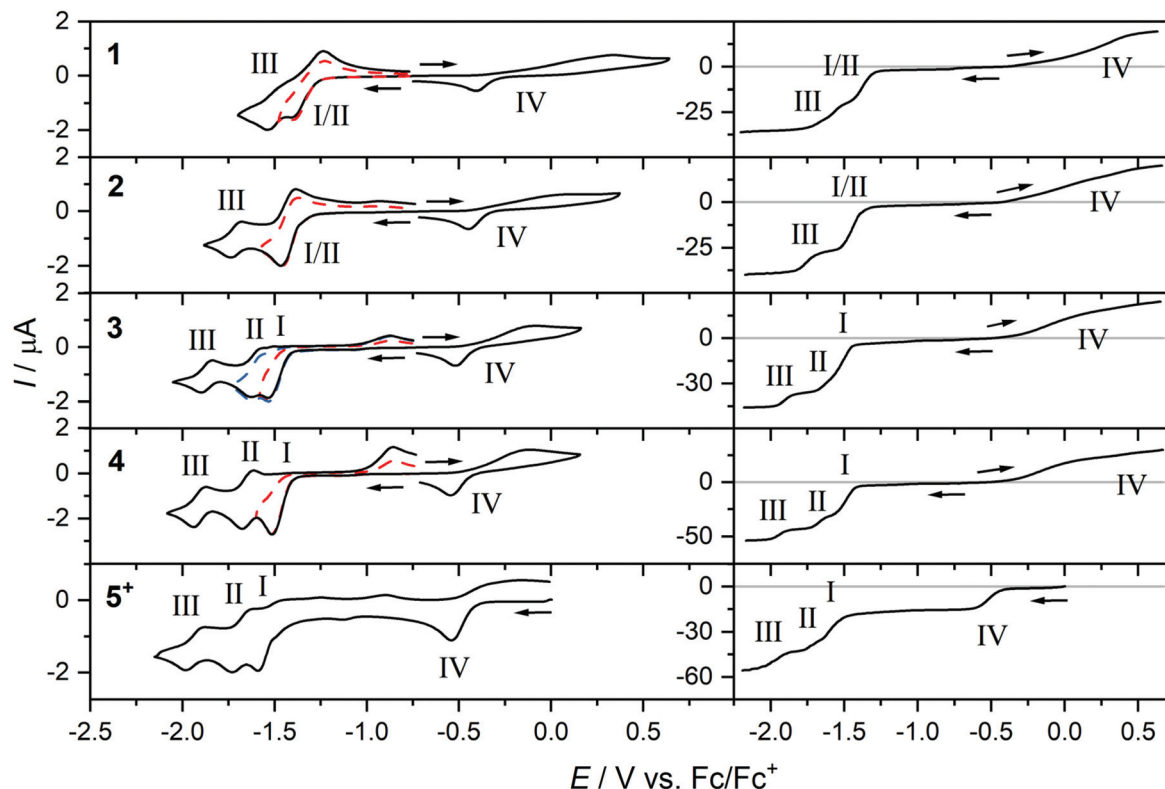 2
1
III
I/II
IV
0
-2
0
-25
I/II
III
IV
2
2
III
I/II
IV
0
-2
0
-25
I/II
III
IV
2
3
III II I
IV
0
-2
0
-30
I
II
III
IV
2
4
III II I
IV
0
-2
0
-50
I
II
III
IV
5+
III II I
IV
0
-2
0
-30
-60
I
II
III
IV
I / μA
-2.5 -2.0 -1.5 -1.0 -0.5 0.0 -2.0 -1.5 -1.0 -0.5 0.0 0.5
E / V vs. Fc/Fc+